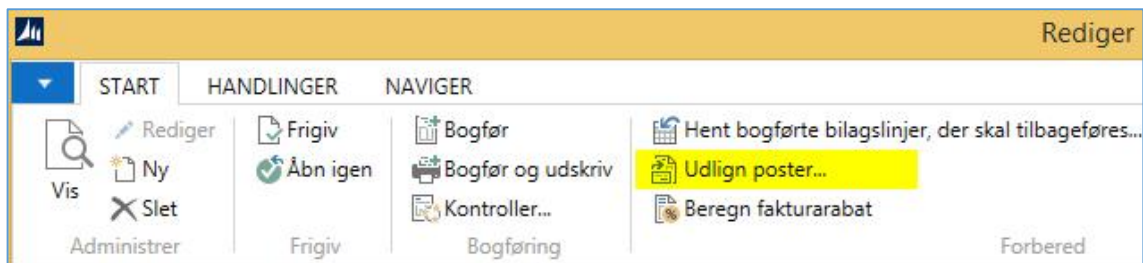 Rediger
START HANDLINGER NAVIGER
Vis
Rediger
Ny
Slet
Administrer
Frigiv
Åbn igen
Frigiv
Bogfør
Bogfør og udskriv
Kontroller...
Bogføring
Hent bogførte bilagslinjer, der skal tilbageføres...
Udlign poster...
Beregn fakturarabat
Forbered